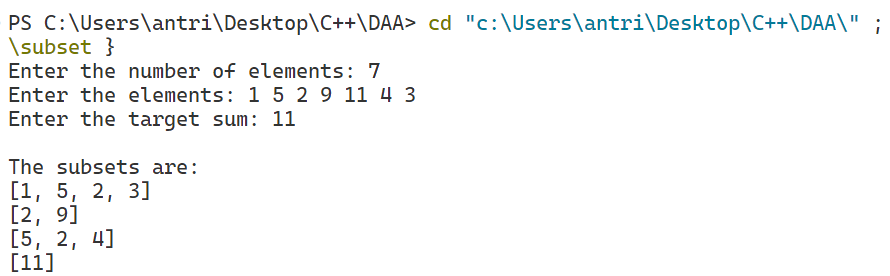 PS C:\Users\antri\Desktop\C++\DAA> cd "c:\Users\antri\Desktop\C++\DAA\" ;
\subset }
Enter the number of elements: 7
Enter the elements: 1 5 2 9 11 4 3
Enter the target sum: 11

The subsets are:
[1, 5, 2, 3]
[2, 9]
[5, 2, 4]
[11]